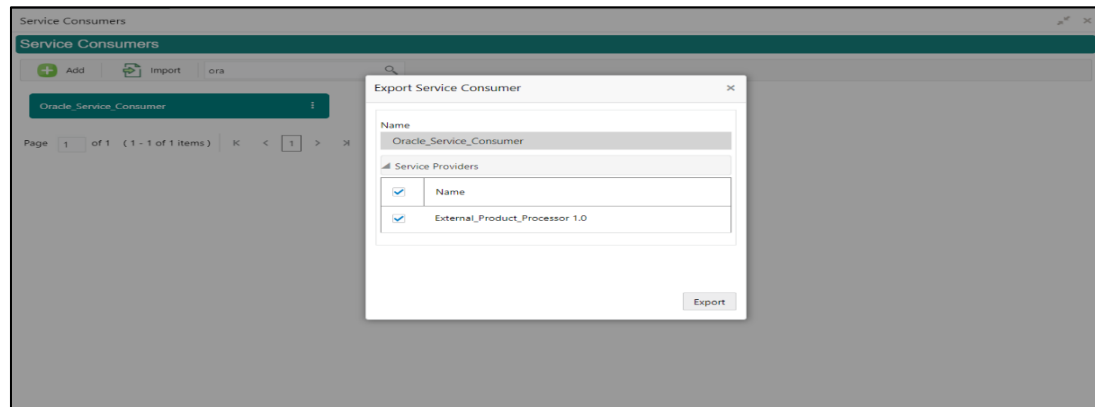 Service Consumers
Service Consumers
Add Import ora
Oracle_Service_Consumer
Page 1 of 1 (1 - 1 of 1 items) K < 1 > >|
Export Service Consumer
Name
Oracle_Service_Consumer
Service Providers
Name
External_Product_Processor 1.0
Export